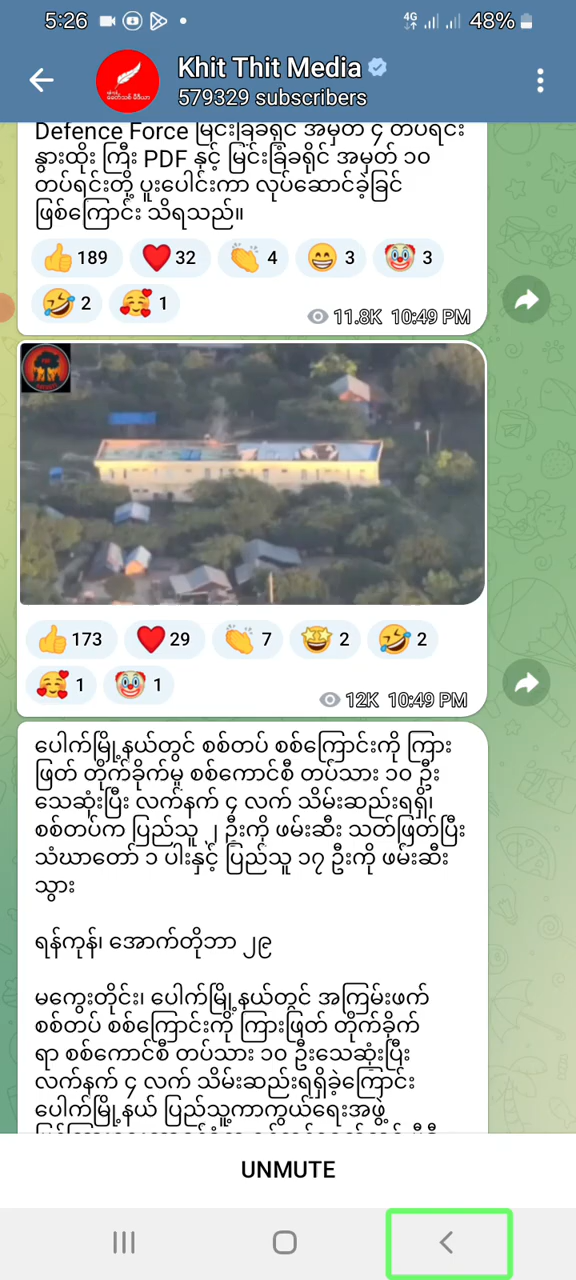 5:26
4G
48%
Khit Thit Media
579329 subscribers
Defence Force မြင်းခြံခရိုင် အမှတ် ၄ တပ်ရင်း
နွားထိုး ကြီး PDF နှင့် မြင်းခြံခရိုင် အမှတ် ၁၀
တပ်ရင်းတို့ ပူးပေါင်းကာ လုပ်ဆောင်ခဲ့ခြင်
ဖြစ်ကြောင်း သိရသည်။
189 32 4 3 3
2 1
11.8K 10:49 PM
173 29 7 2 2
1 1
12K 10:49 PM
ပေါက်မြို့နယ်တွင် စစ်တပ် စစ်ကြောင်းကို ကြား
ဖြတ် တိုက်ခိုက်မှု စစ်ကောင်စီ တပ်သား ၁၀ ဦး
သေဆုံးပြီး လက်နက် ၄ လက် သိမ်းဆည်းရရှိ၊
စစ်တပ်က ပြည်သူ ၂ ဦးကို ဖမ်းဆီး သတ်ဖြတ်ပြီး
သံဃာတော် ၁ ပါးနှင့် ပြည်သူ ၁၇ ဦးကို ဖမ်းဆီး
သွား
ရန်ကုန်၊ အောက်တိုဘာ ၂၉
မကွေးတိုင်း၊ ပေါက်မြို့နယ်တွင် အကြမ်းဖက်
စစ်တပ် စစ်ကြောင်းကို ကြားဖြတ် တိုက်ခိုက်
ရာ စစ်ကောင်စီ တပ်သား ၁၀ ဦးသေဆုံးပြီး
လက်နက် ၄ လက် သိမ်းဆည်းရရှိခဲ့ကြောင်း
ပေါက်မြို့နယ် ပြည်သူ့ကာကွယ်ရေးအဖွဲ့
UNMUTE